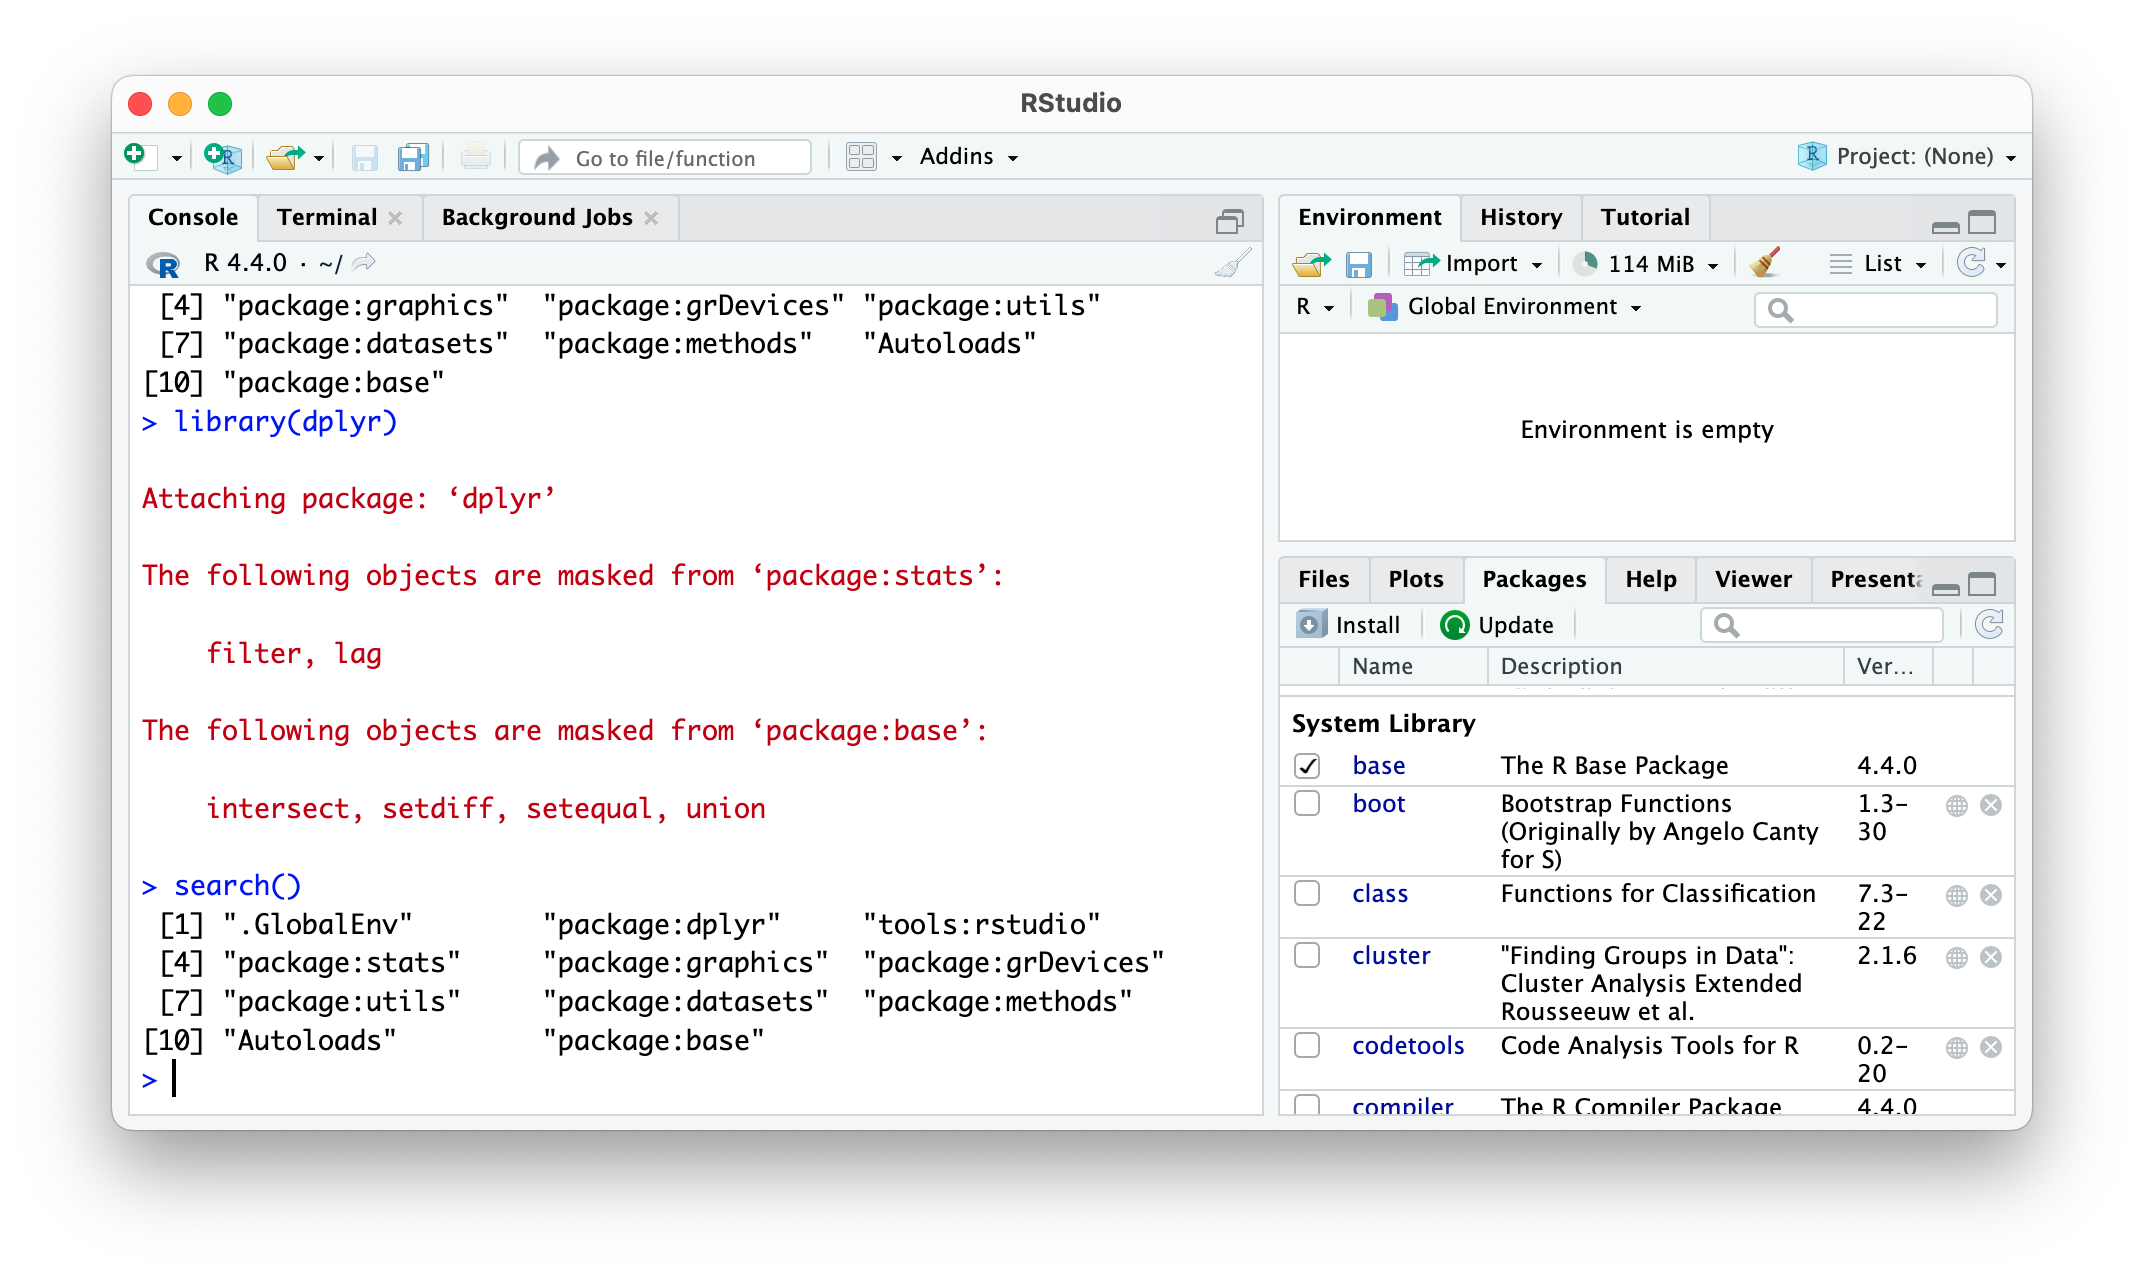 RStudio
Go to file/function
Addins
Project: (None)
Console
Terminal
Background Jobs
R 4.4.0 · ~/
[4] "package:graphics"  "package:grDevices" "package:utils"
[7] "package:datasets"  "package:methods"   "Autoloads"
[10] "package:base"
> library(dplyr)
Attaching package: ‘dplyr’
The following objects are masked from ‘package:stats’:
filter, lag
The following objects are masked from ‘package:base’:
intersect, setdiff, setequal, union
> search()
[1] ".GlobalEnv"        "package:dplyr"     "tools:rstudio"
[4] "package:stats"     "package:graphics"  "package:grDevices"
[7] "package:utils"     "package:datasets"  "package:methods"
[10] "Autoloads"         "package:base"
>
Environment
History
Tutorial
Import
114 MiB
List
R
Global Environment
Environment is empty
Files
Plots
Packages
Help
Viewer
Presenta
Install
Update
Name
Description
Ver...
System Library
base
The R Base Package
4.4.0
boot
Bootstrap Functions
(Originally by Angelo Canty
for S)
1.3-
30
class
Functions for Classification
7.3-
22
cluster
"Finding Groups in Data":
Cluster Analysis Extended
Rousseeuw et al.
2.1.6
codetools
Code Analysis Tools for R
0.2-
20
compiler
The R Compiler Package
4.4.0